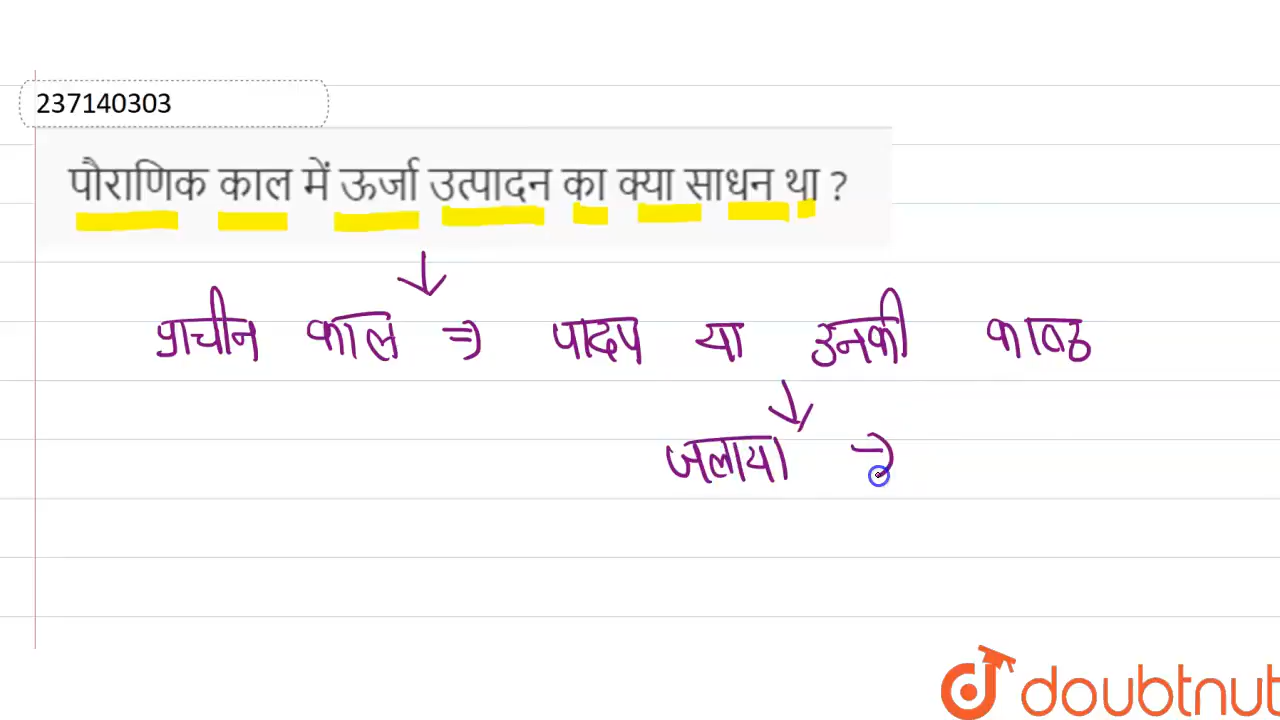 237140303
पौराणिक काल में ऊर्जा उत्पादन का क्या साधन था ?
↓
प्राचीन काल ⇒ पादप या उनकी काष्ठ
↓
जलाया ⇒
doubtnut